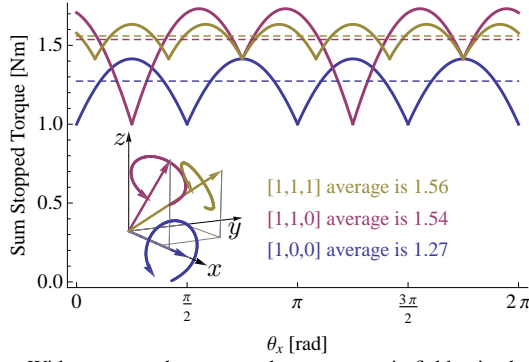 Sum Stopped Torque [Nm]
1.5
1.0
0.5
0.0
z
y
x
[1,1,1] average is 1.56
[1,1,0] average is 1.54
[1,0,0] average is 1.27
0 π/2 π 3π/2 2π
θx [rad]